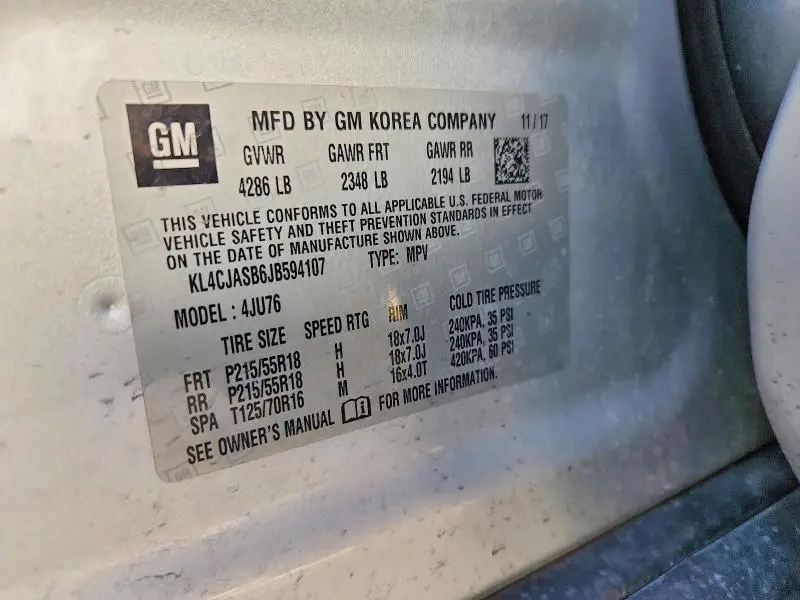 GM
MFD BY GM KOREA COMPANY 11 / 17
GVWR GAWR FRT GAWR RR
4286 LB 2348 LB 2194 LB
THIS VEHICLE CONFORMS TO ALL APPLICABLE U.S. FEDERAL MOTOR
VEHICLE SAFETY AND THEFT PREVENTION STANDARDS IN EFFECT
ON THE DATE OF MANUFACTURE SHOWN ABOVE.
KL4CJASB6JB594107 TYPE: MPV
MODEL : 4JU76
TIRE SIZE SPEED RTG RIM COLD TIRE PRESSURE
FRT P215/55R18 H 18x7.0J 240KPA, 35 PSI
RR P215/55R18 H 18x7.0J 240KPA, 35 PSI
SPA T125/70R16 M 16x4.0T 420KPA, 60 PSI
SEE OWNER'S MANUAL FOR MORE INFORMATION.